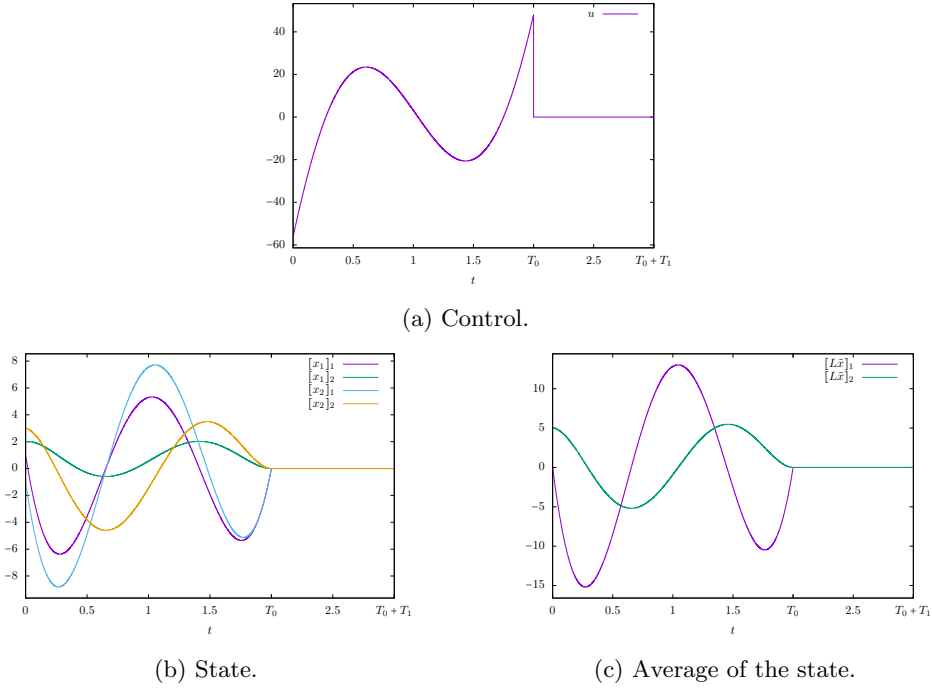 u
40
20
0
−20
−40
−60
0 0.5 1 1.5 T₀ 2.5 T₀ + T₁
t
(a) Control.
8
6
4
2
0
−2
−4
−6
−8
[[x₁]]₁
[[x₁]]₂
[[x₂]]₁
[[x₂]]₂
0 0.5 1 1.5 T₀ 2.5 T₀ + T₁
t
(b) State.
10
5
0
−5
−10
−15
[[Lx̃]]₁
[[Lx̃]]₂
0 0.5 1 1.5 T₀ 2.5 T₀ + T₁
t
(c) Average of the state.